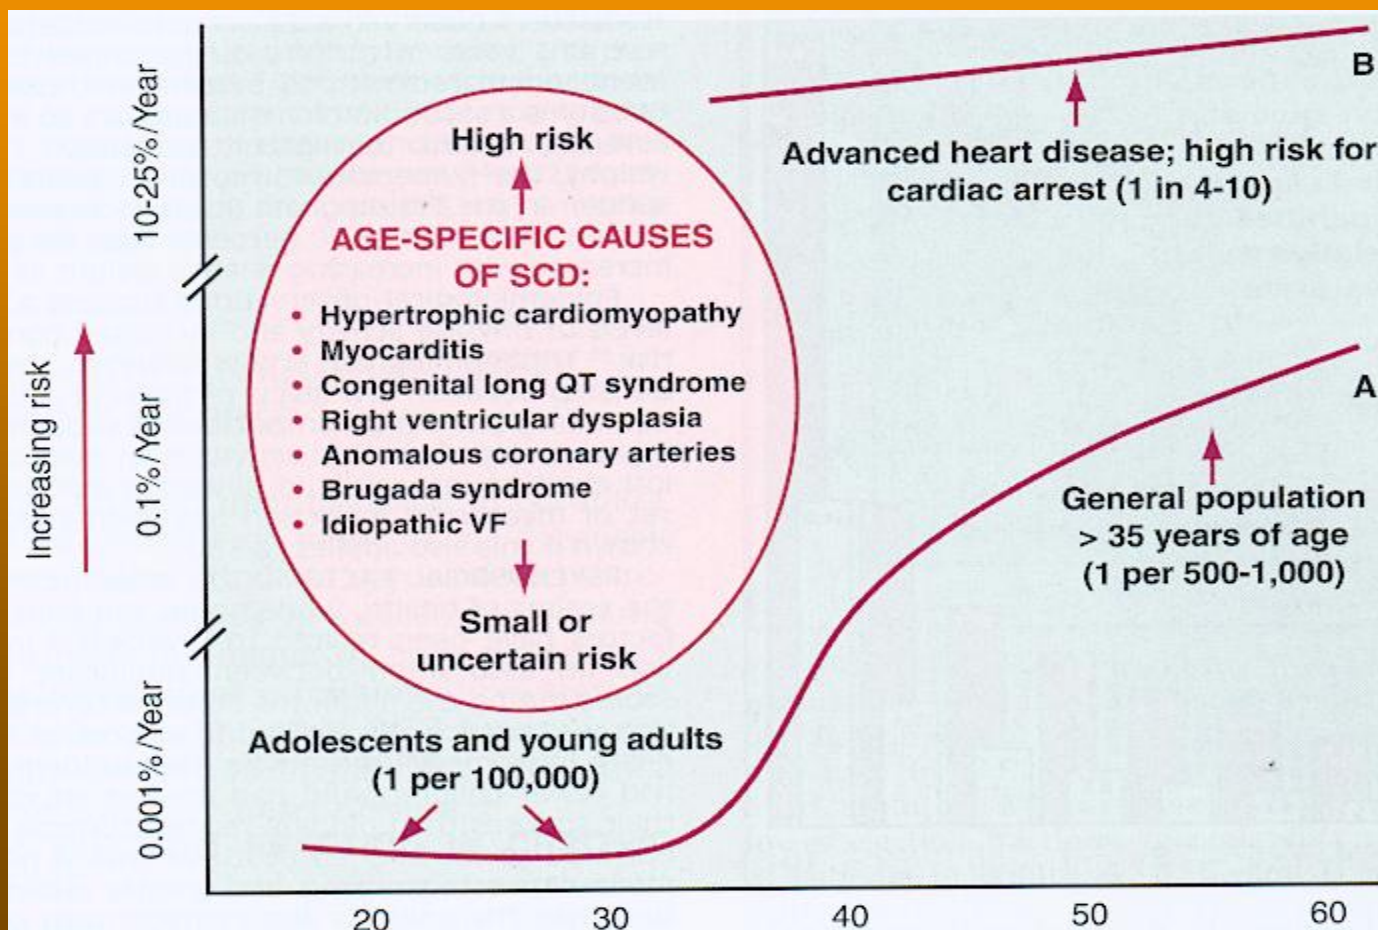 10-25%/Year
0.1%/Year
0.001%/Year
Increasing risk
High risk
AGE-SPECIFIC CAUSES
OF SCD:
• Hypertrophic cardiomyopathy
• Myocarditis
• Congenital long QT syndrome
• Right ventricular dysplasia
• Anomalous coronary arteries
• Brugada syndrome
• Idiopathic VF
Small or
uncertain risk
Adolescents and young adults
(1 per 100,000)
B
Advanced heart disease; high risk for
cardiac arrest (1 in 4-10)
A
General population
> 35 years of age
(1 per 500-1,000)
20 30 40 50 60